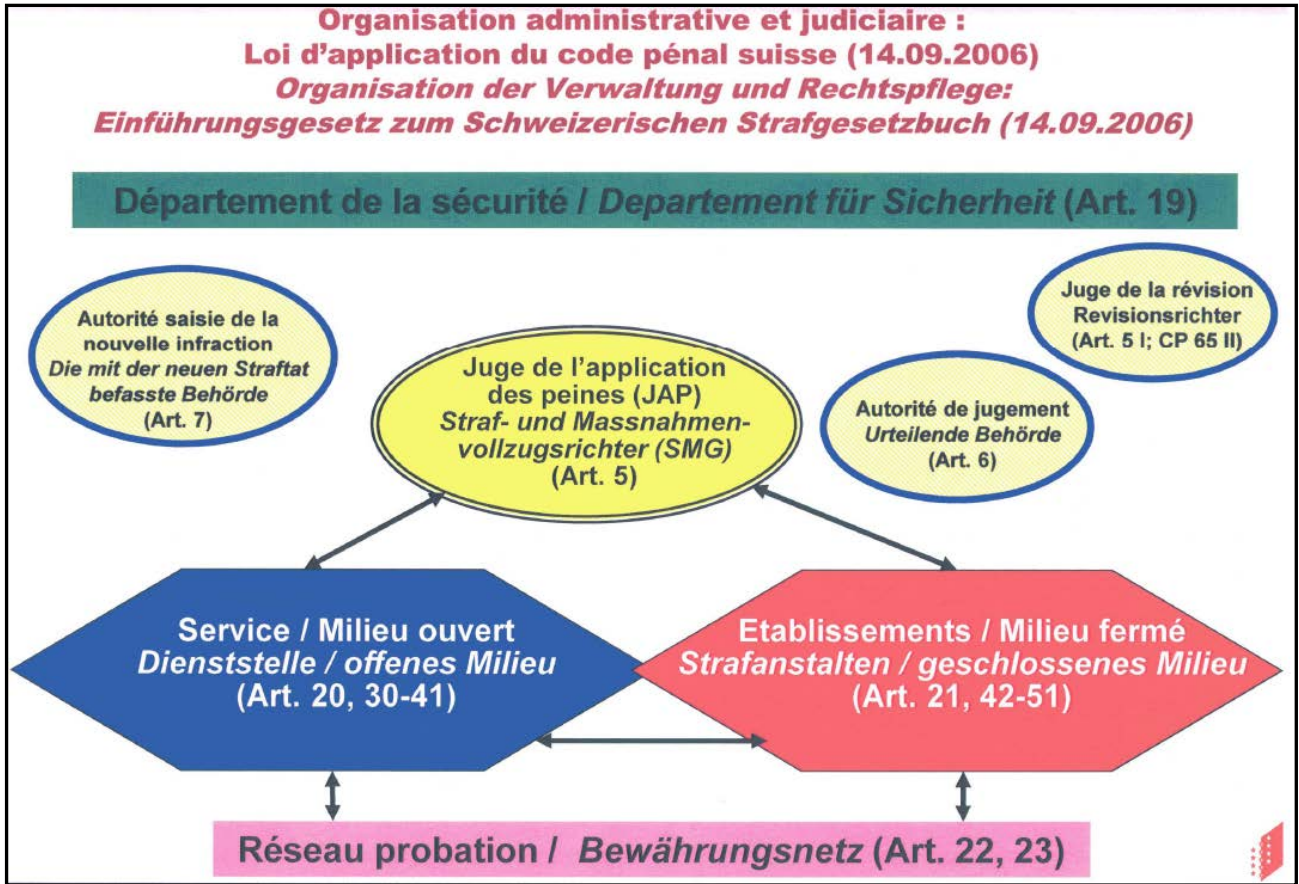 Organisation administrative et judiciaire :
Loi d'application du code pénal suisse (14.09.2006)
Organisation der Verwaltung und Rechtspflege:
Einführungsgesetz zum Schweizerischen Strafgesetzbuch (14.09.2006)
Département de la sécurité / Departement für Sicherheit (Art. 19)
Autorité saisie de la
nouvelle infraction
Die mit der neuen Straftat
befasste Behörde
(Art. 7)
Juge de la révision
Revisionsrichter
(Art. 5 I; CP 65 II)
Juge de l'application
des peines (JAP)
Straf- und Massnahmen-
vollzugsrichter (SMG)
(Art. 5)
Autorité de jugement
Urteilende Behörde
(Art. 6)
Service / Milieu ouvert
Dienststelle / offenes Milieu
(Art. 20, 30-41)
Etablissements / Milieu fermé
Strafanstalten / geschlossenes Milieu
(Art. 21, 42-51)
Réseau probation / Bewährungsnetz (Art. 22, 23)